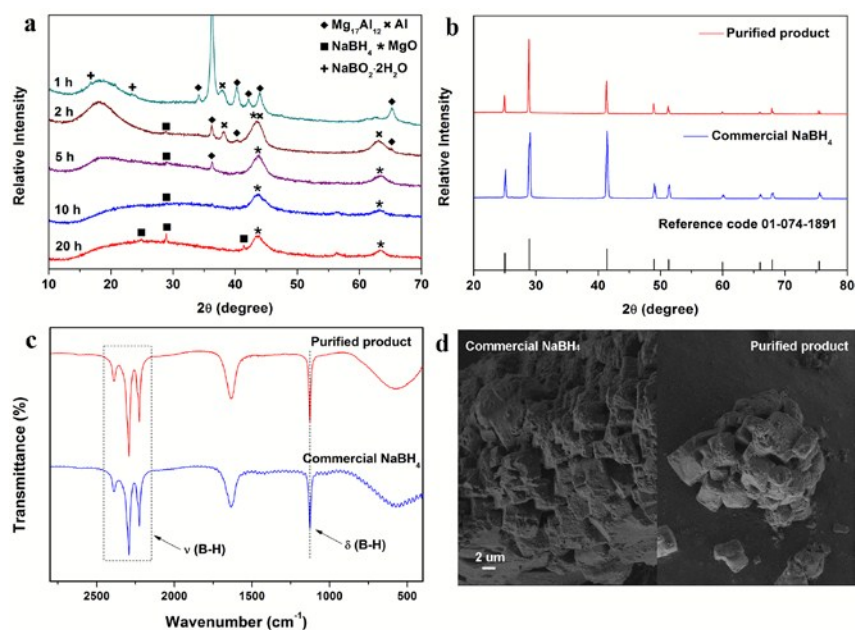 a
◆ Mg₁₇Al₁₂ × Al
■ NaBH₄ * MgO
+ NaBO₂·2H₂O
1 h
2 h
5 h
10 h
20 h
Relative Intensity
10 20 30 40 50 60 70
2θ (degree)
b
Purified product
Commercial NaBH₄
Reference code 01-074-1891
Relative Intensity
20 30 40 50 60 70 80
2θ (degree)
c
Purified product
Commercial NaBH₄
ν (B-H)
δ (B-H)
Transmittance (%)
2500 2000 1500 1000 500
Wavenumber (cm⁻¹)
d
Commercial NaBH₄
Purified product
2 um